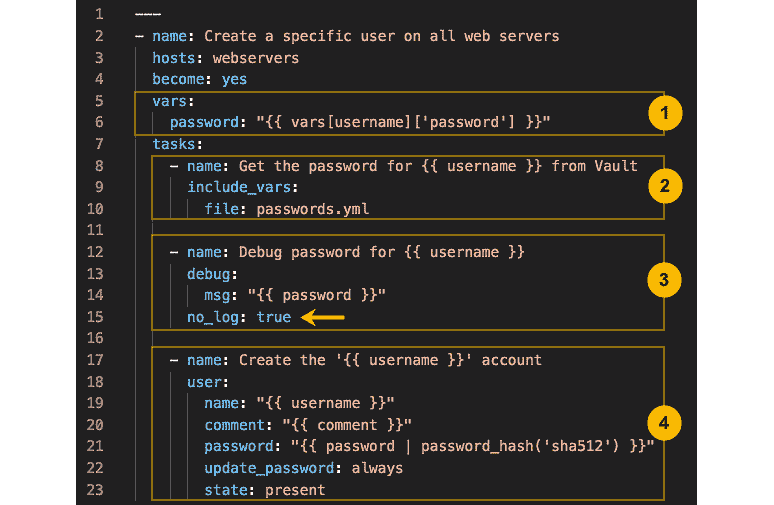 1 ---
2 - name: Create a specific user on all web servers
3 hosts: webservers
4 become: yes
5 vars:
6 password: "{{ vars[username]['password'] }}"
1
7 tasks:
8 - name: Get the password for {{ username }} from Vault
9 include_vars:
2
10 file: passwords.yml
11
12 - name: Debug password for {{ username }}
13 debug:
3
14 msg: "{{ password }}"
15 no_log: true
16
17 - name: Create the '{{ username }}' account
18 user:
19 name: "{{ username }}"
20 comment: "{{ comment }}"
4
21 password: "{{ password | password_hash('sha512') }}"
22 update_password: always
23 state: present